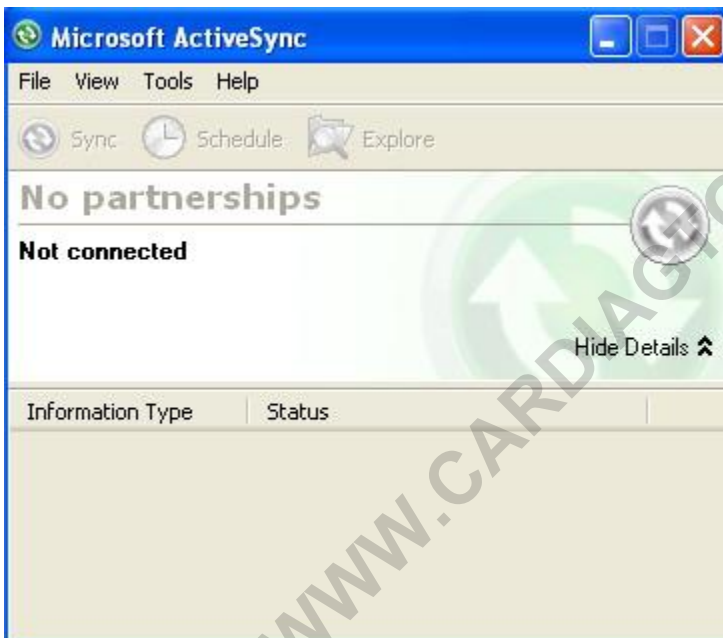 Microsoft ActiveSync
File View Tools Help
Sync Schedule Explore
No partnerships
Not connected
Hide Details
Information Type Status
WWW.CARDIAGTO